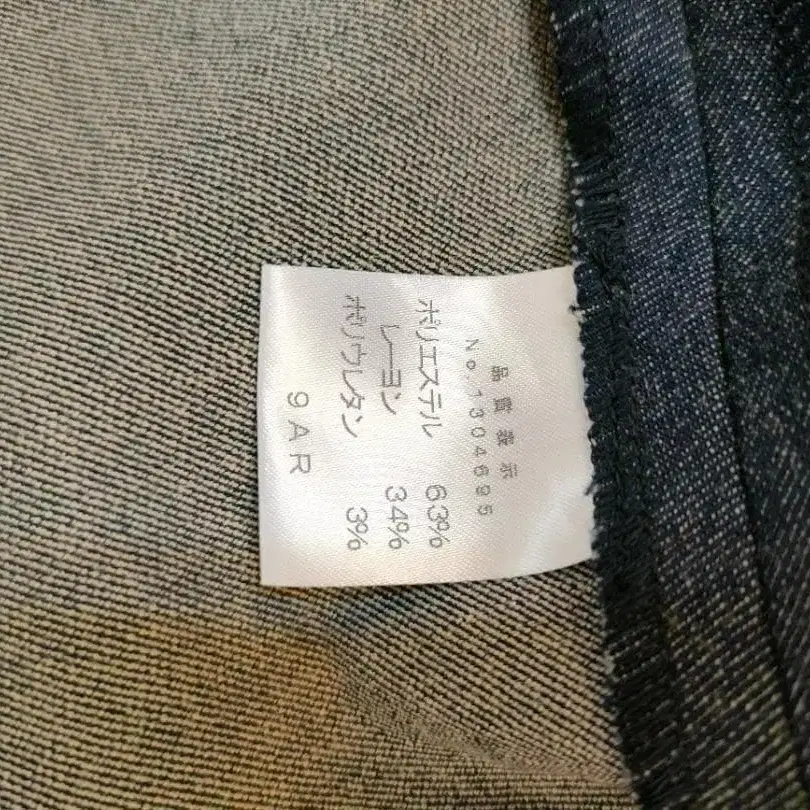 品質表示
No.1304695
ポリエステル 63%
レーヨン 34%
ポリウレタン 3%
9AR